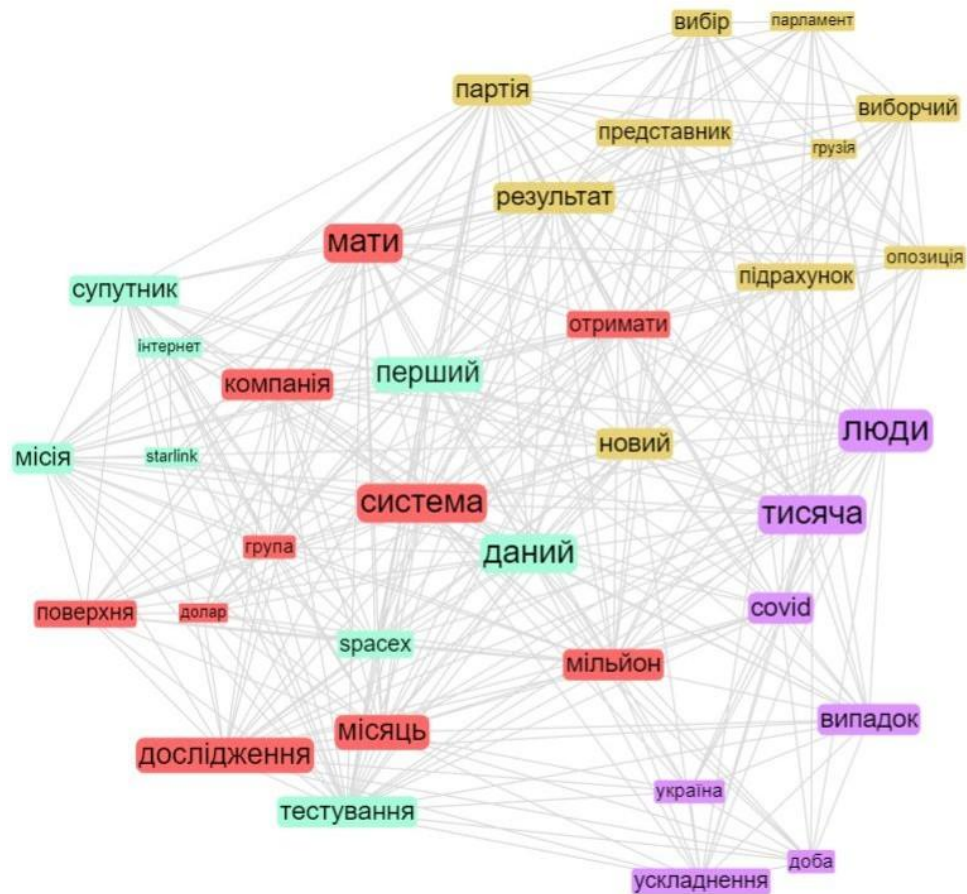 вибір
парламент
партія
виборчий
представник
грузія
результат
мати
опозиція
підрахунок
супутник
отримати
інтернет
перший
компанія
люди
новий
місія
starlink
система
тисяча
група
даний
covid
поверхня
долар
spacex
мільйон
випадок
місяць
дослідження
україна
тестування
доба
ускладнення